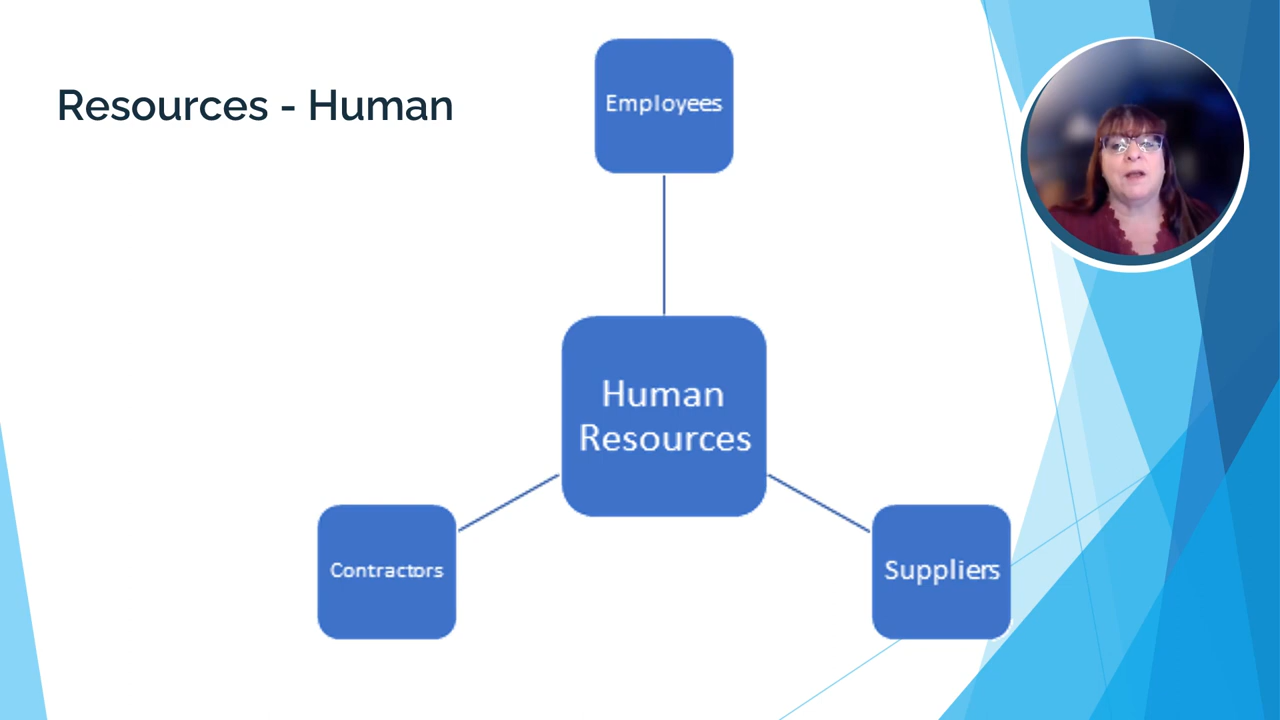 Resources - Human
Employees
Human
Resources
Contractors
Suppliers